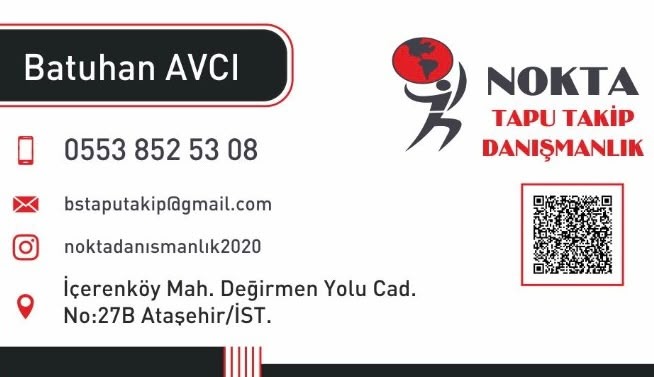 Batuhan AVCI
NOKTA
TAPU TAKİP
DANIŞMANLIK
0553 852 53 08
bstaputakip@gmail.com
noktadanısmanlık2020
İçerenköy Mah. Değirmen Yolu Cad.
No:27B Ataşehir/İST.